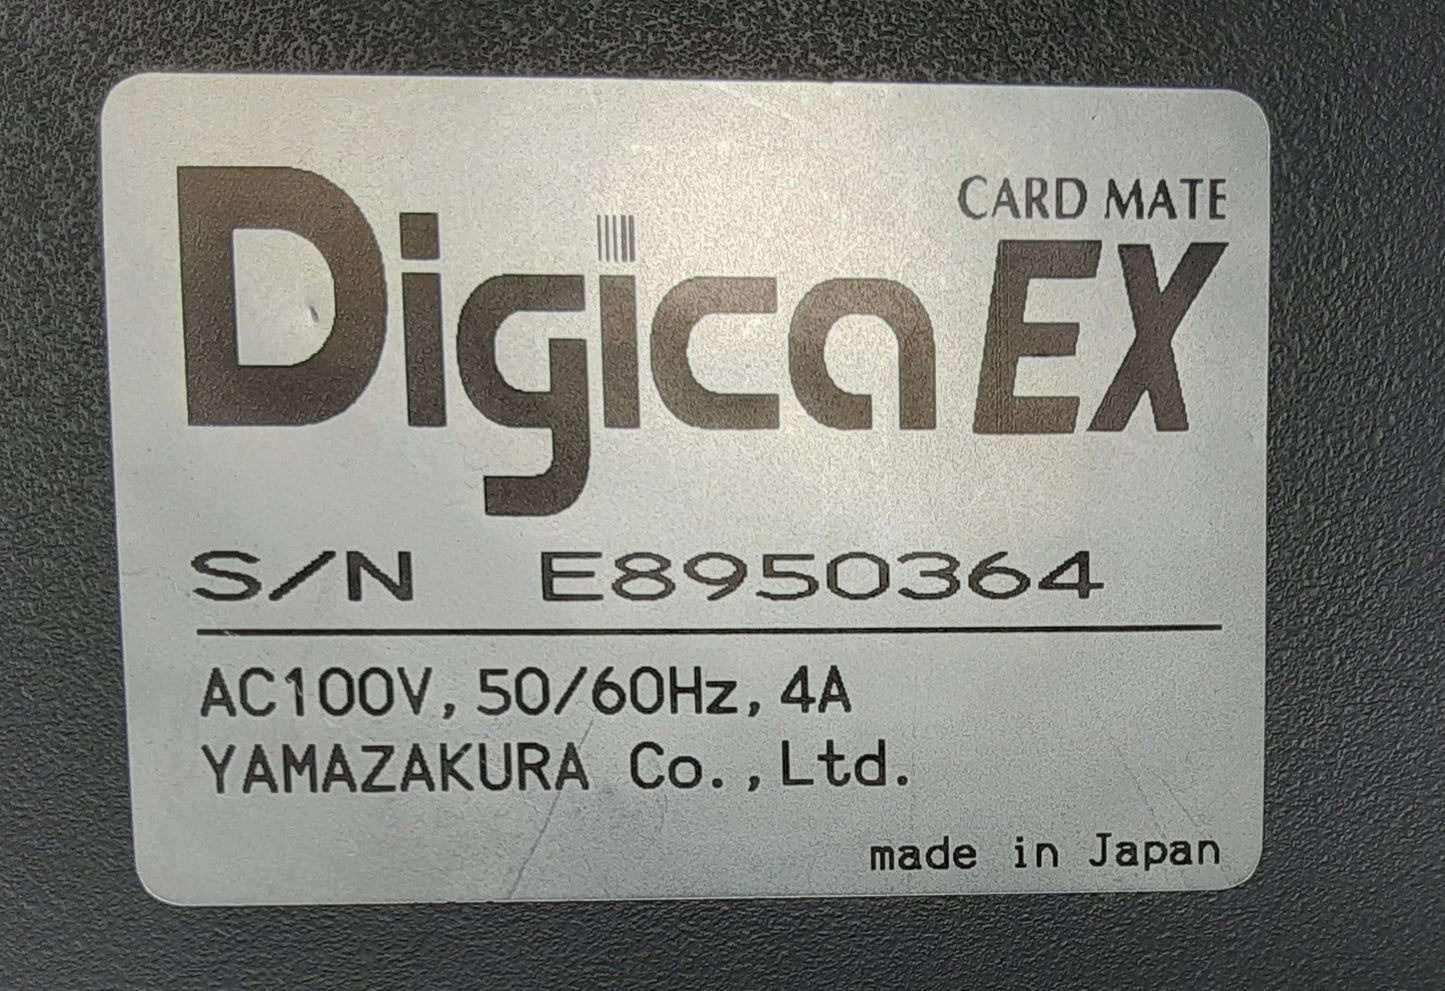 CARD MATE
Digica EX
S/N E8950364
AC100V, 50/60Hz, 4A
YAMAZAKURA Co.,Ltd.
made in Japan